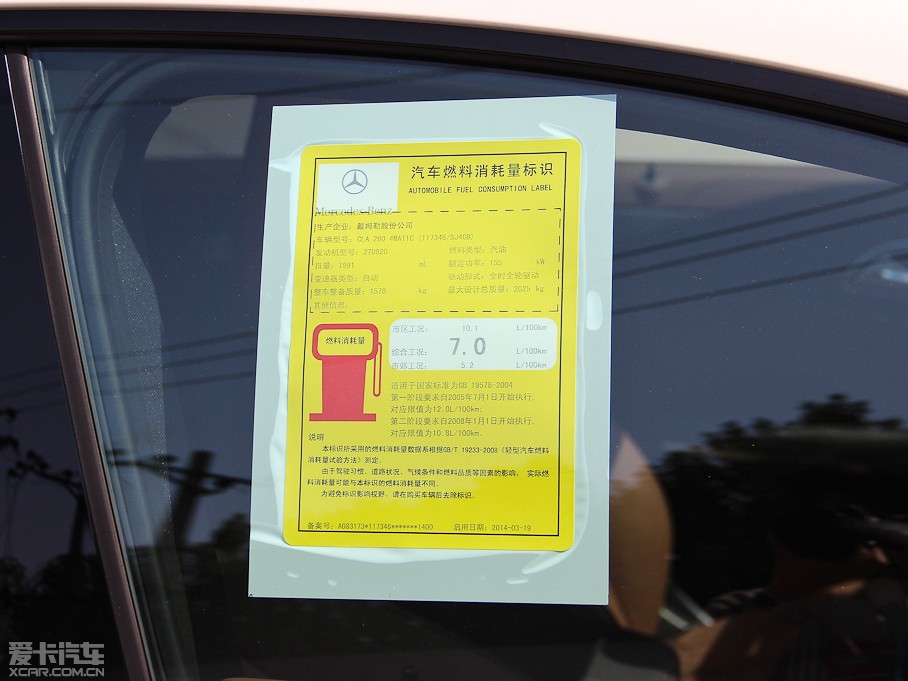 汽车燃料消耗量标识
AUTOMOBILE FUEL CONSUMPTION LABEL
Mercedes-Benz
生产企业：戴姆勒股份公司
车辆型号：CLA 260 4MATIC (117346/SJ4CB)
发动机型号：270920 燃料类型：汽油
排量：1991 mL 额定功率：155 kW
变速器类型：自动 驱动形式：全时全轮驱动
整车整备质量：1578 kg 最大设计总质量：2025 kg
其他信息：
燃料消耗量
市区工况： 10.1 L/100km
综合工况： 7.0 L/100km
市郊工况： 5.2 L/100km
适用于国家标准为GB 19578-2004
第一阶段要求自2005年7月1日开始执行，
对应限值为12.0L/100km；
第二阶段要求自2008年1月1日开始执行，
对应限值为10.8L/100km。
说明
本标识所采用的燃料消耗量数据系根据GB/T 19233-2008《轻型汽车燃料
消耗量试验方法》测定。
由于驾驶习惯、道路状况、气候条件和燃料品质等因素的影响，实际燃
料消耗量可能与本标识的燃料消耗量不同。
为避免标识影响视野，请在购买车辆后去除标识。
备案号：A083173*117346*******1400 启用日期：2014-03-19
爱卡汽车
XCAR.COM.CN